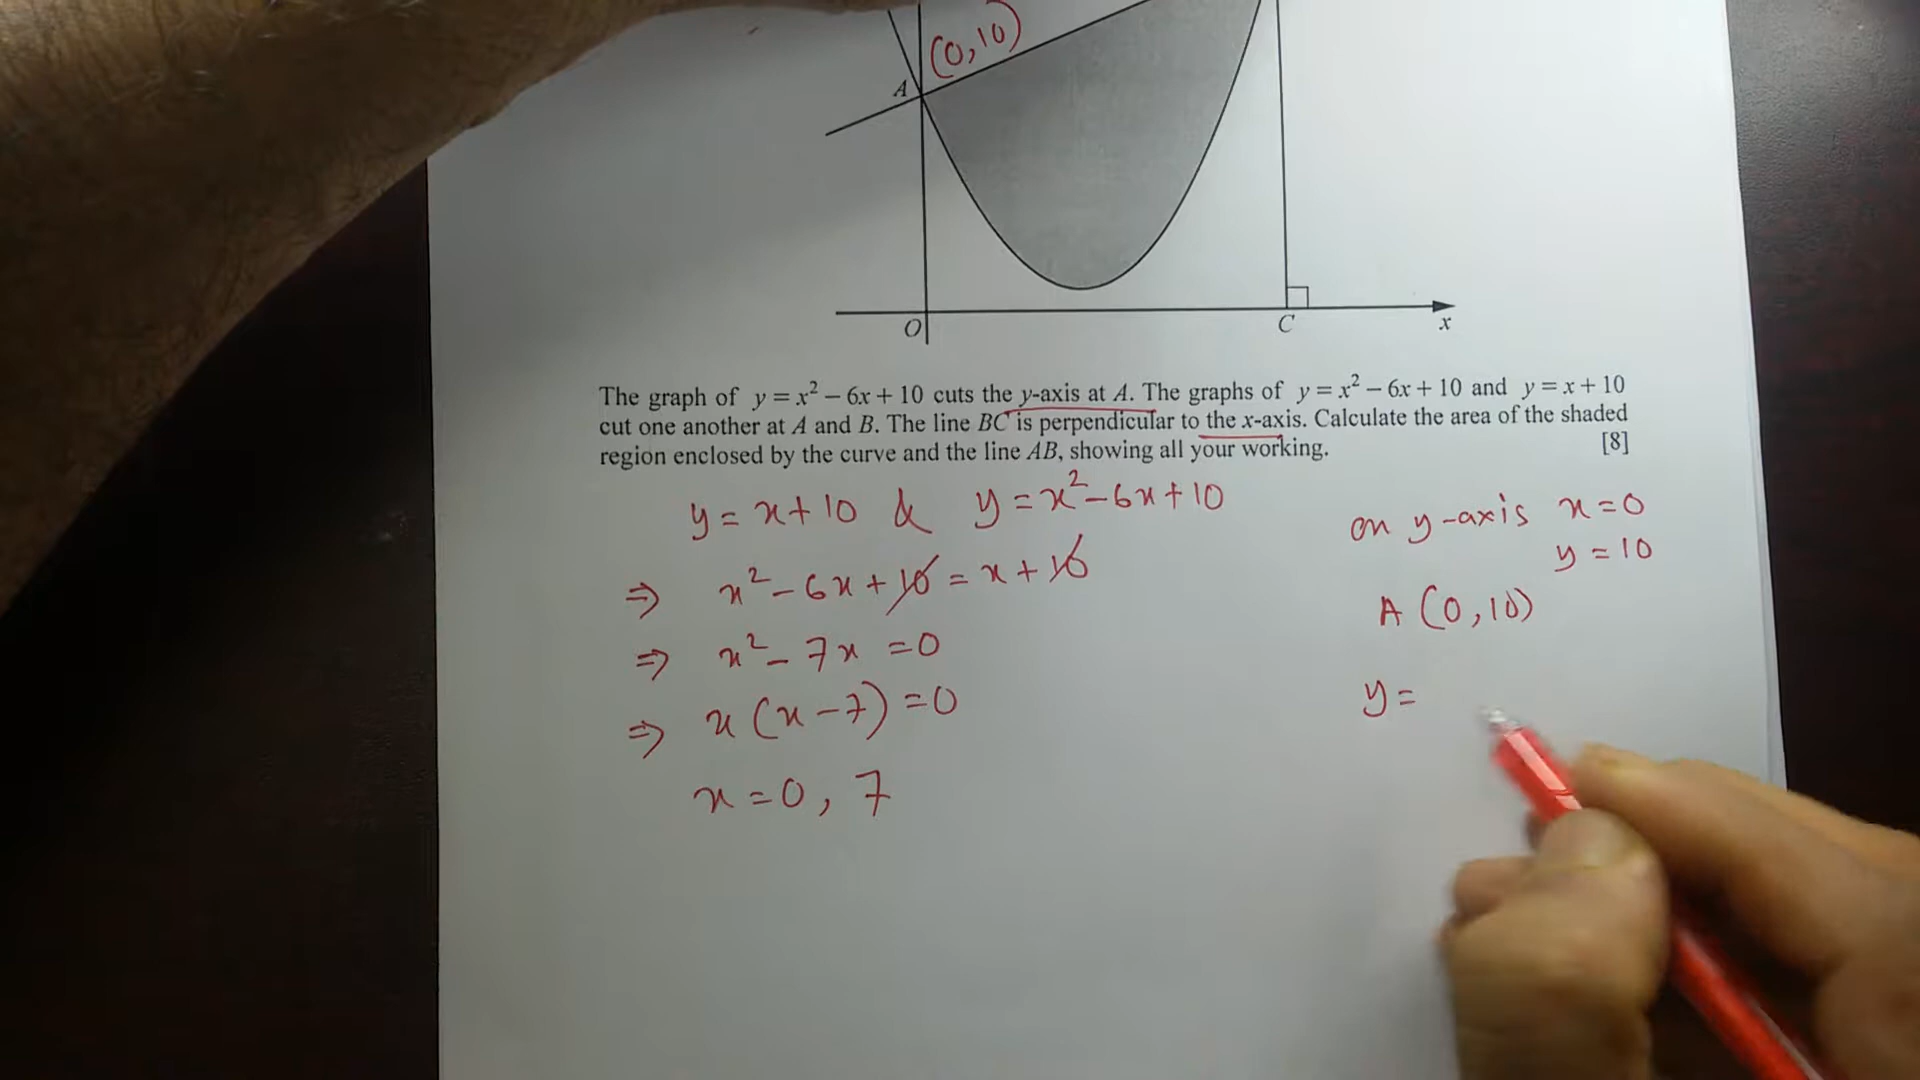 (0,10)
A
O
C
x
The graph of y = x² − 6x + 10 cuts the y-axis at A. The graphs of y = x² − 6x + 10 and y = x + 10
cut one another at A and B. The line BC is perpendicular to the x-axis. Calculate the area of the shaded
region enclosed by the curve and the line AB, showing all your working. [8]
y = x + 10 & y = x² − 6x + 10
⇒ x² − 6x + 10 = x + 10
⇒ x² − 7x = 0
⇒ x (x − 7) = 0
x = 0, 7
on y-axis x = 0
y = 10
A (0, 10)
y =